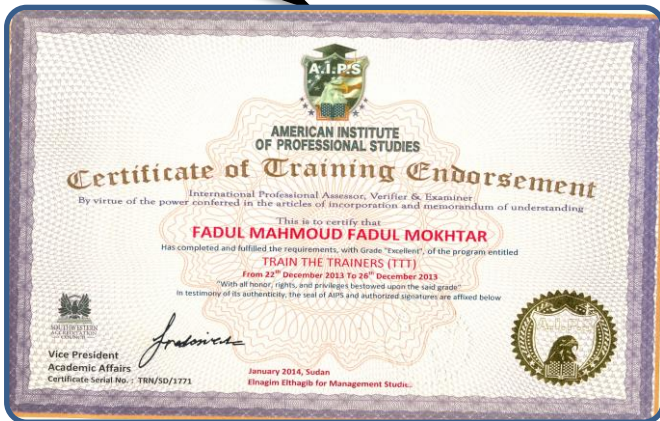 A.I.P.S
AMERICAN INSTITUTE
OF PROFESSIONAL STUDIES
Certificate of Training Endorsement
International Professional Assessor, Verifier & Examiner
By virtue of the power conferred in the articles of incorporation and memorandum of understanding
This is to certify that
FADUL MAHMOUD FADUL MOKHTAR
Has completed and fulfilled the requirements, with Grade "Excellent", of the program entitled
TRAIN THE TRAINERS (TTT)
From 22th December 2013 To 26th December 2013
"With all honor, rights, and privileges bestowed upon the said grade"
In testimony of its authenticity, the seal of AIPS and authorized signatures are affixed below
SOUTHWESTERN
ACCREDITATION
COUNCIL
Vice President
Academic Affairs
Certificate Serial No.: TRN/SD/1771
January 2014, Sudan
Elnagim Elthagib for Management Studies